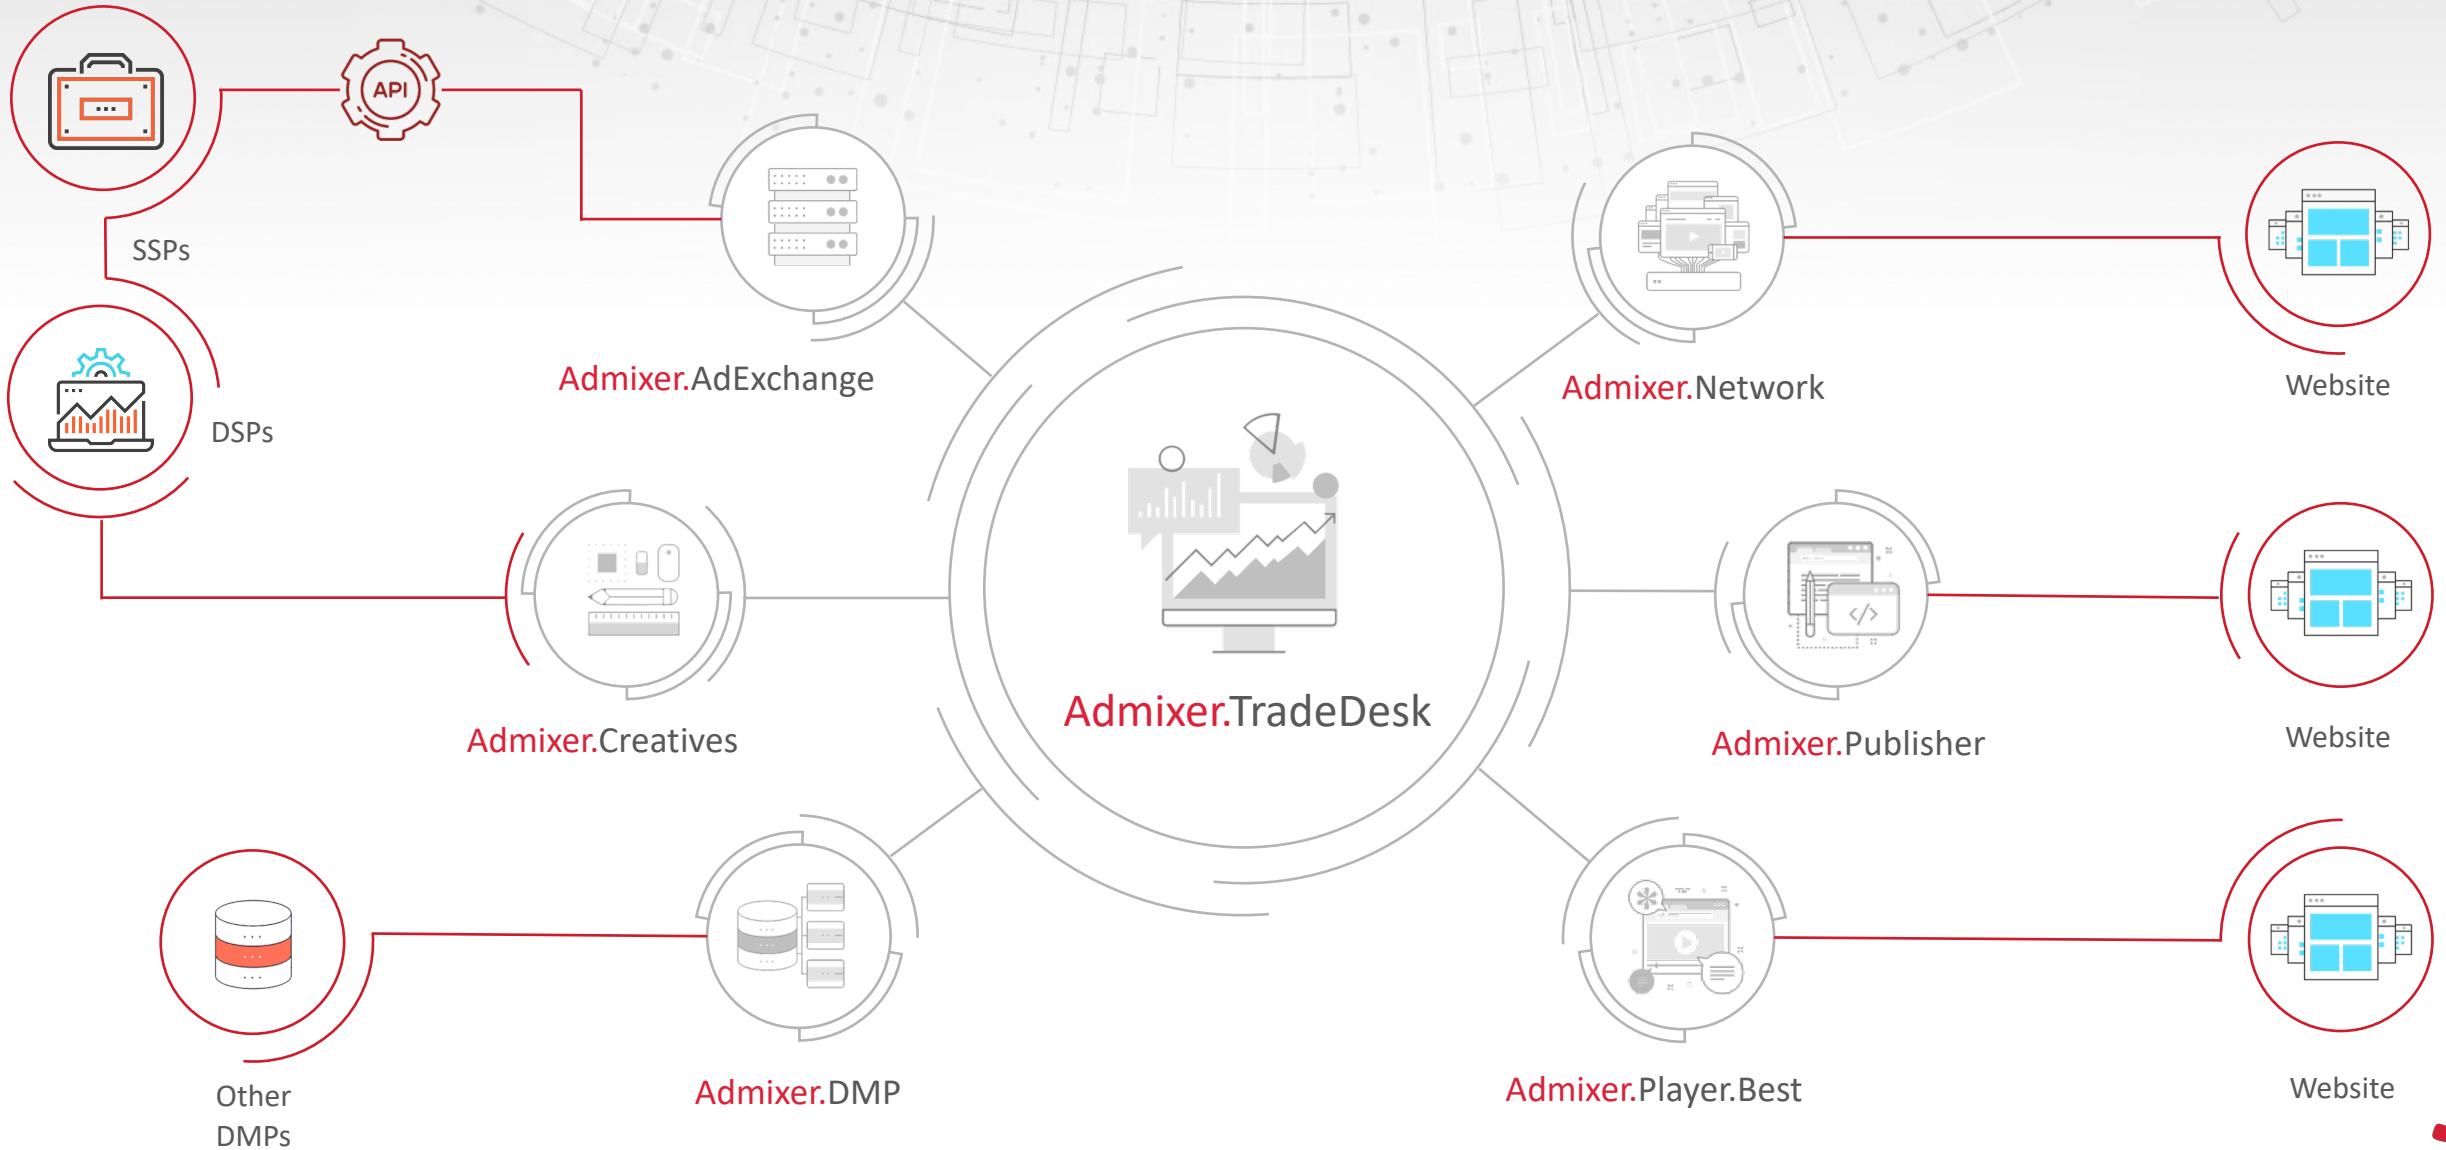 API
SSPs
Admixer.AdExchange
Admixer.Network
Website
DSPs
Admixer.TradeDesk
Admixer.Creatives
Admixer.Publisher
Website
</>
Admixer.DMP
Admixer.Player.Best
Website
Other
DMPs